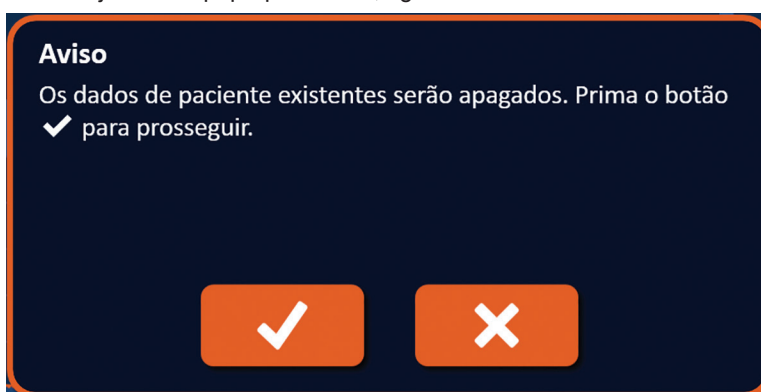 Aviso
Os dados de paciente existentes serão apagados. Prima o botão
✔ para prosseguir.